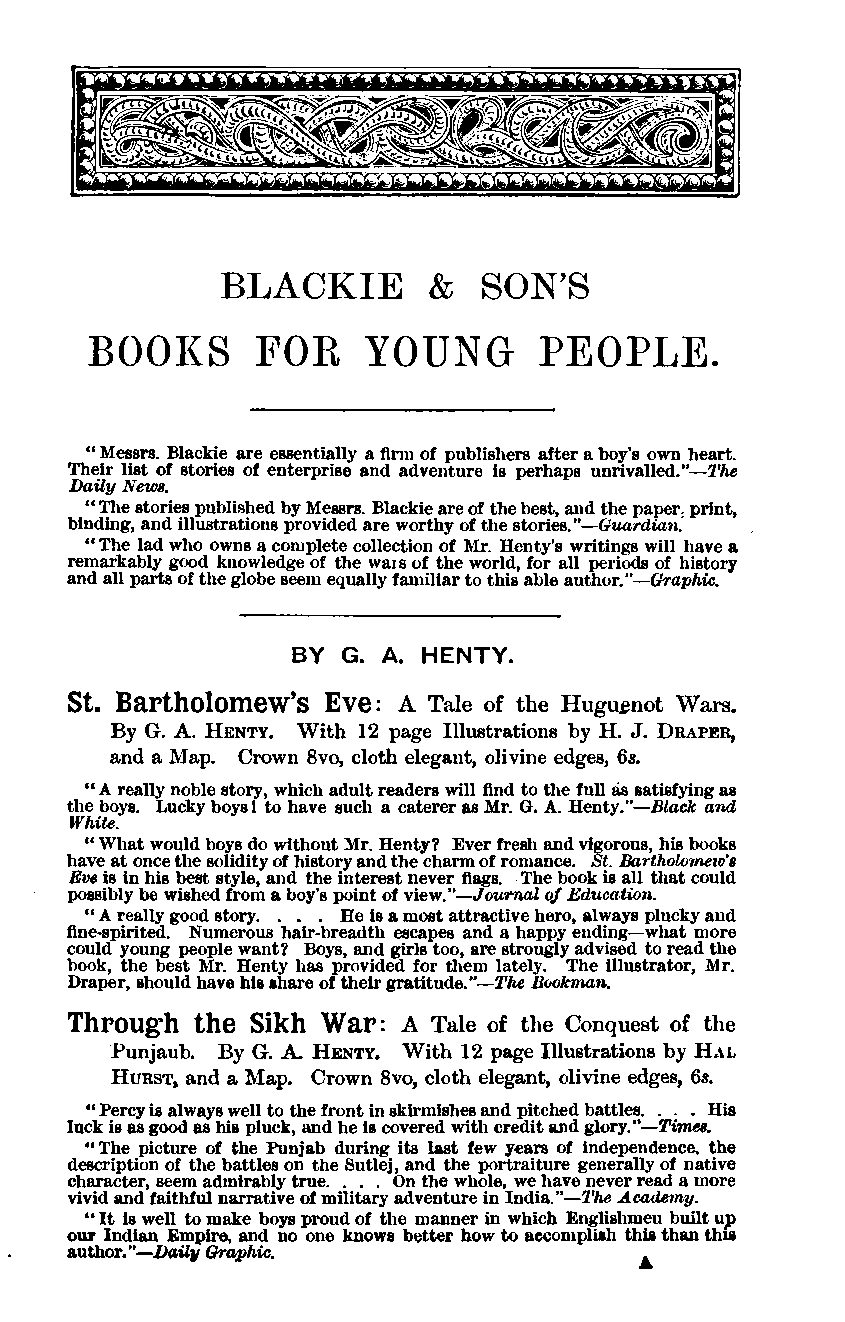 BLACKIE & SON'S
BOOKS FOR YOUNG PEOPLE.
"Messrs. Blackie are essentially a firm of publishers after a boy's own heart.
Their list of stories of enterprise and adventure is perhaps unrivalled."—The
Daily News.
"The stories published by Messrs. Blackie are of the best, and the paper, print,
binding, and illustrations provided are worthy of the stories."—Guardian.
"The lad who owns a complete collection of Mr. Henty's writings will have a
remarkably good knowledge of the wars of the world, for all periods of history
and all parts of the globe seem equally familiar to this able author."—Graphic.
BY G. A. HENTY.
St. Bartholomew's Eve: A Tale of the Huguenot Wars.
By G. A. HENTY. With 12 page Illustrations by H. J. DRAPER,
and a Map. Crown 8vo, cloth elegant, olivine edges, 6s.
"A really noble story, which adult readers will find to the full as satisfying as
the boys. Lucky boys! to have such a caterer as Mr. G. A. Henty."—Black and
White.
"What would boys do without Mr. Henty? Ever fresh and vigorous, his books
have at once the solidity of history and the charm of romance. St. Bartholomew's
Eve is in his best style, and the interest never flags. The book is all that could
possibly be wished from a boy's point of view."—Journal of Education.
"A really good story. . . . He is a most attractive hero, always plucky and
fine-spirited. Numerous hair-breadth escapes and a happy ending—what more
could young people want? Boys, and girls too, are strongly advised to read the
book, the best Mr. Henty has provided for them lately. The illustrator, Mr.
Draper, should have his share of their gratitude."—The Bookman.
Through the Sikh War: A Tale of the Conquest of the
Punjaub. By G. A. HENTY. With 12 page Illustrations by HAL
HURST, and a Map. Crown 8vo, cloth elegant, olivine edges, 6s.
"Percy is always well to the front in skirmishes and pitched battles. . . . His
luck is as good as his pluck, and he is covered with credit and glory."—Times.
"The picture of the Punjab during its last few years of independence, the
description of the battles on the Sutlej, and the portraiture generally of native
character, seem admirably true. . . . On the whole, we have never read a more
vivid and faithful narrative of military adventure in India."—The Academy.
"It is well to make boys proud of the manner in which Englishmen built up
our Indian Empire, and no one knows better how to accomplish this than this
author."—Daily Graphic.